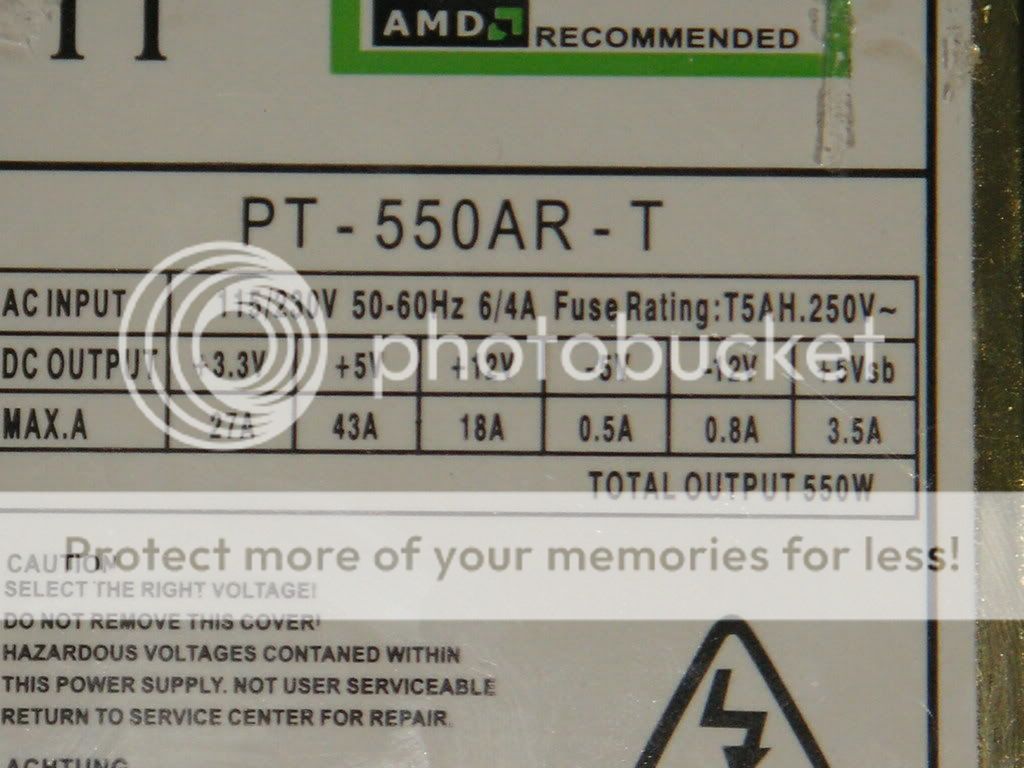 AMD RECOMMENDED
PT - 550AR - T
AC INPUT 115/230V 50-60Hz 6/4A Fuse Rating:T5AH.250V~
DC OUTPUT +3.3V +5V +12V -5V -12V +5Vsb
MAX.A 27A 43A 18A 0.5A 0.8A 3.5A
TOTAL OUTPUT 550W
photobucket
Protect more of your memories for less!
CAUTION
SELECT THE RIGHT VOLTAGE!
DO NOT REMOVE THIS COVER!
HAZARDOUS VOLTAGES CONTANED WITHIN
THIS POWER SUPPLY. NOT USER SERVICEABLE
RETURN TO SERVICE CENTER FOR REPAIR.
ACHTUNG